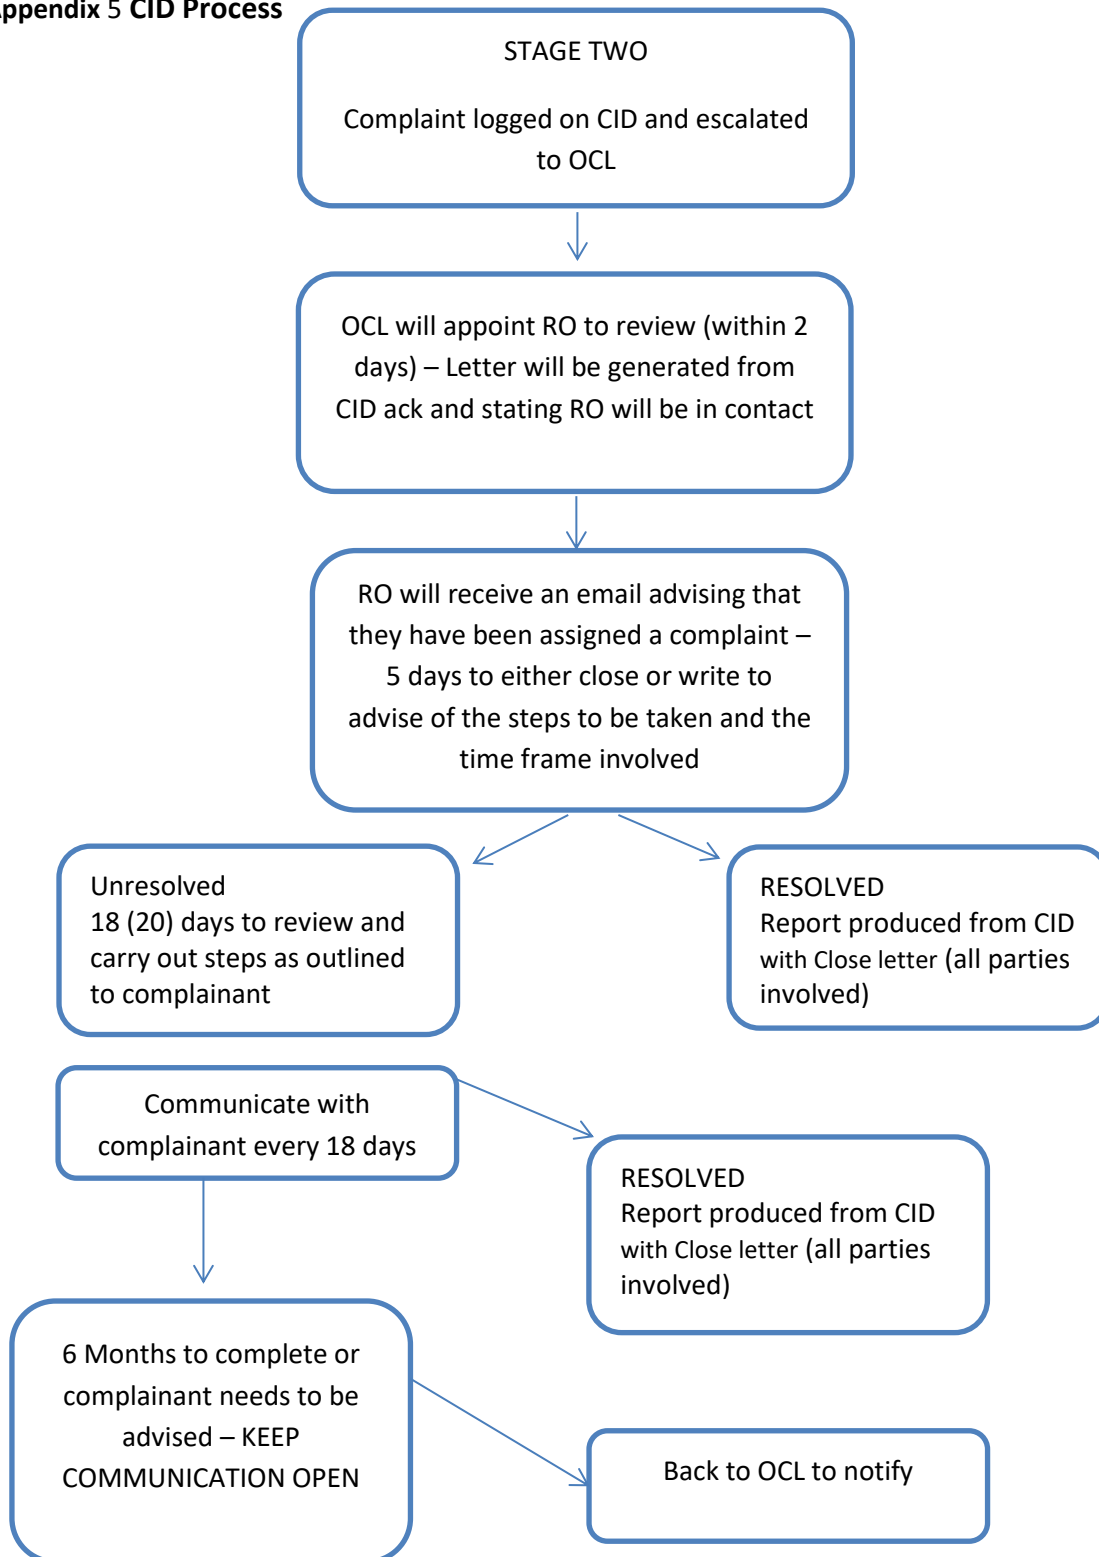 Appendix 5 CID Process
STAGE TWO
Complaint logged on CID and escalated
to OCL
OCL will appoint RO to review (within 2
days) – Letter will be generated from
CID ack and stating RO will be in contact
RO will receive an email advising that
they have been assigned a complaint –
5 days to either close or write to
advise of the steps to be taken and the
time frame involved
Unresolved
18 (20) days to review and
carry out steps as outlined
to complainant
RESOLVED
Report produced from CID
with Close letter (all parties
involved)
Communicate with
complainant every 18 days
RESOLVED
Report produced from CID
with Close letter (all parties
involved)
6 Months to complete or
complainant needs to be
advised – KEEP
COMMUNICATION OPEN
Back to OCL to notify